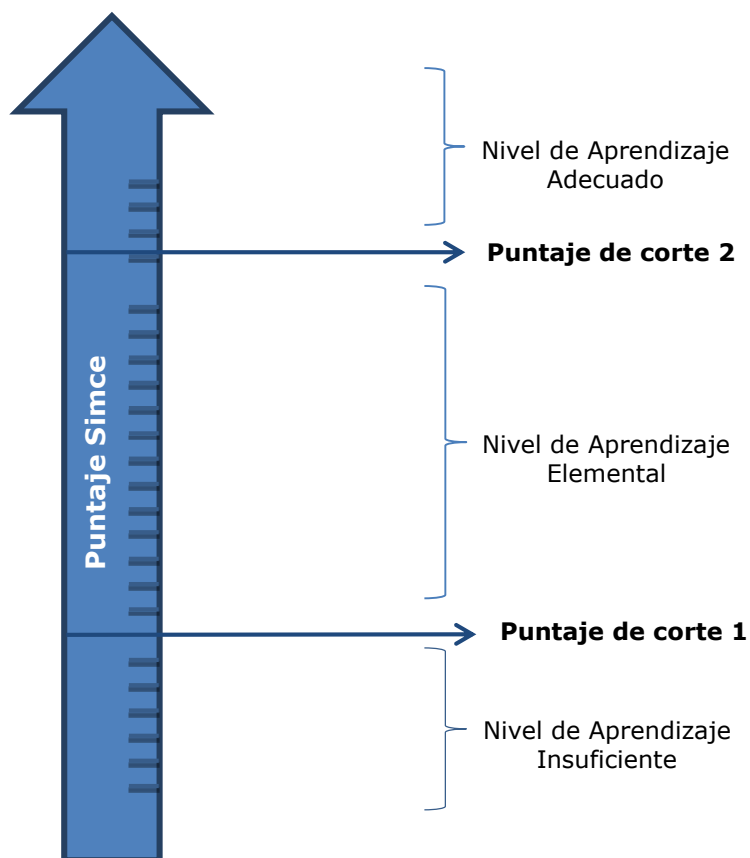 Nivel de Aprendizaje
Adecuado
Puntaje de corte 2
Puntaje Simce
Nivel de Aprendizaje
Elemental
Puntaje de corte 1
Nivel de Aprendizaje
Insuficiente